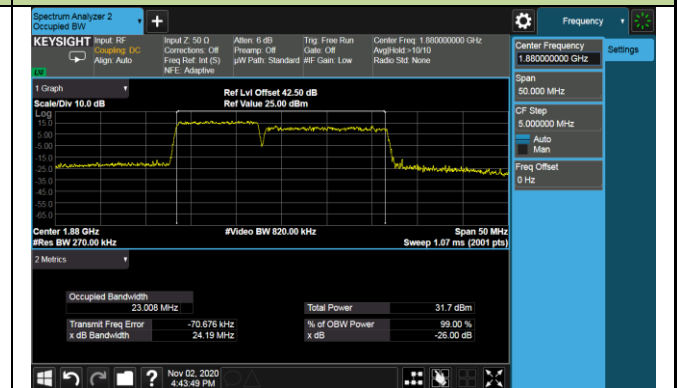 Spectrum Analyzer 2
Occupied BW
Frequency
KEYSIGHT
Input: RF
Coupling: DC
Align: Auto
Input Z: 50 Ω
Corrections: Off
Freq Ref: Int (S)
NFE: Adaptive
Atten: 6 dB
Preamp: Off
µW Path: Standard
Trig: Free Run
Gate: Off
#IF Gain: Low
Center Freq: 1.880000000 GHz
Avg|Hold:>10/10
Radio Std: None
Center Frequency
1.880000000 GHz
Settings
Span
50.000 MHz
CF Step
5.000000 MHz
Auto
Man
Freq Offset
0 Hz
1 Graph
Scale/Div 10.0 dB
Ref Lvl Offset 42.50 dB
Ref Value 25.00 dBm
Log
15.0
5.00
-5.00
-15.0
-25.0
-35.0
-45.0
-55.0
-65.0
Center 1.88 GHz
#Video BW 820.00 kHz
Span 50 MHz
#Res BW 270.00 kHz
Sweep 1.07 ms (2001 pts)
2 Metrics
Occupied Bandwidth
23.008 MHz
Total Power 31.7 dBm
Transmit Freq Error -70.676 kHz
% of OBW Power 99.00 %
x dB Bandwidth 24.19 MHz
x dB -26.00 dB
Nov 02, 2020
4:43:49 PM